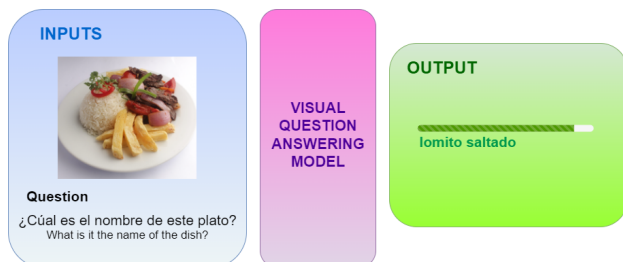 INPUTS
Question
¿Cúal es el nombre de este plato?
What is it the name of the dish?
VISUAL
QUESTION
ANSWERING
MODEL
OUTPUT
lomito saltado